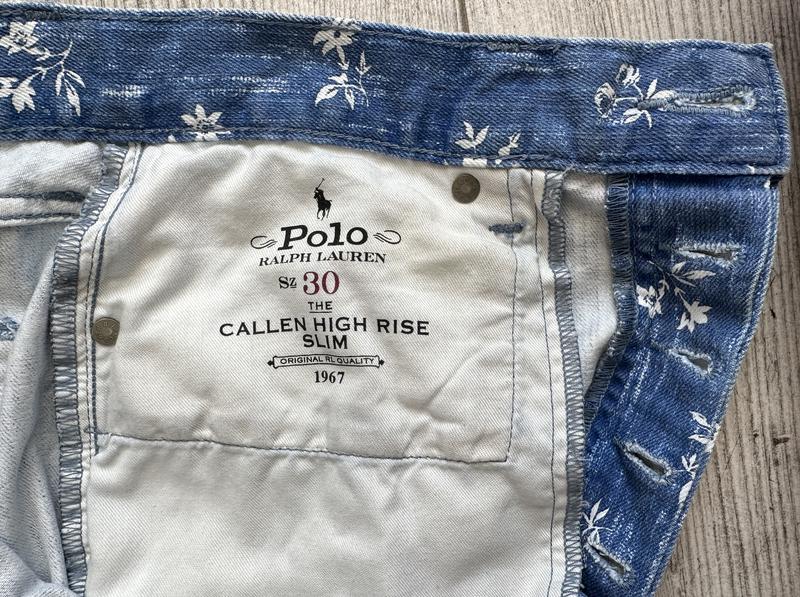 Polo
RALPH LAUREN
Sz 30
THE
CALLEN HIGH RISE
SLIM
ORIGINAL RL QUALITY
1967